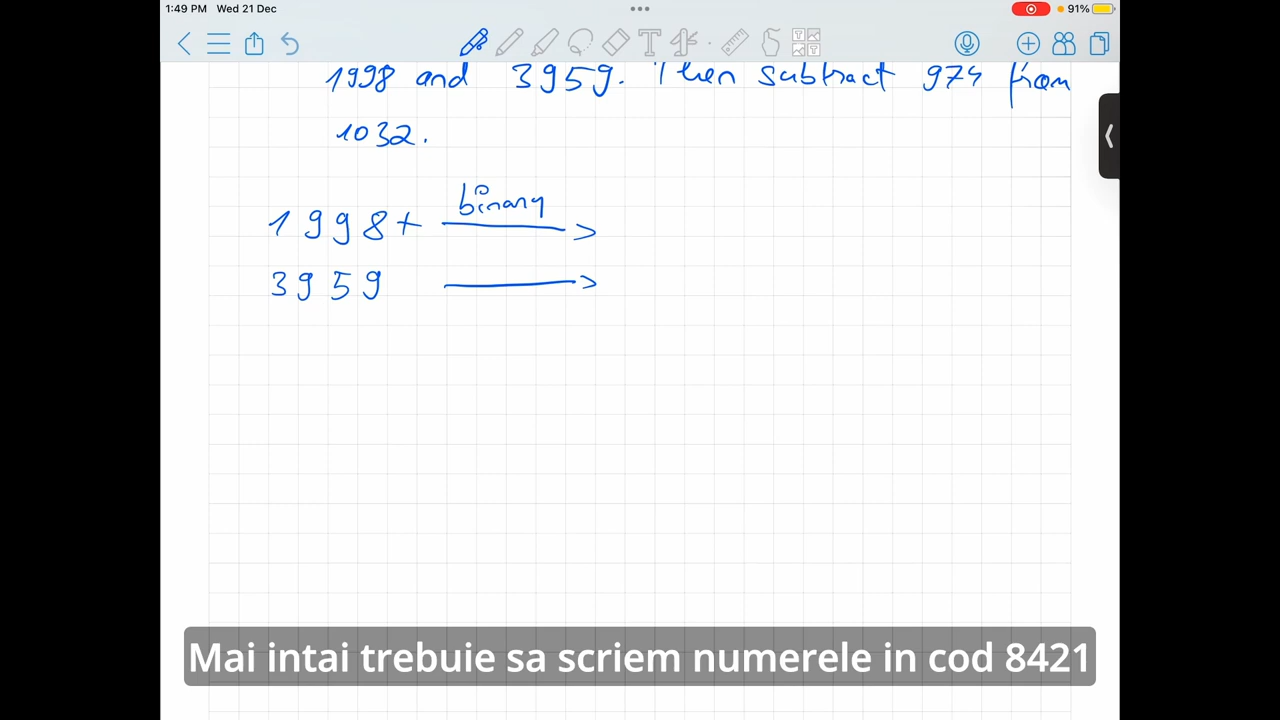 1:49 PM Wed 21 Dec
91%
1998 and 3959. Then subtract 974 from
1032.
binary
1998+
3959
Mai intai trebuie sa scriem numerele in cod 8421